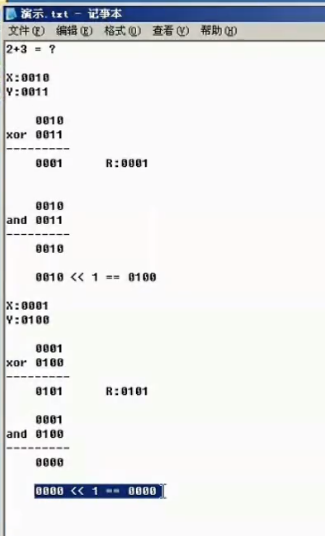 演示.txt - 记事本
文件(F) 编辑(E) 格式(O) 查看(V) 帮助(H)
2+3 = ?
X:0010
Y:0011
0010
xor 0011
---------
0001 R:0001
0010
and 0011
---------
0010
0010 << 1 == 0100
X:0001
Y:0100
0001
xor 0100
---------
0101 R:0101
0001
and 0100
---------
0000
0000 << 1 == 0000